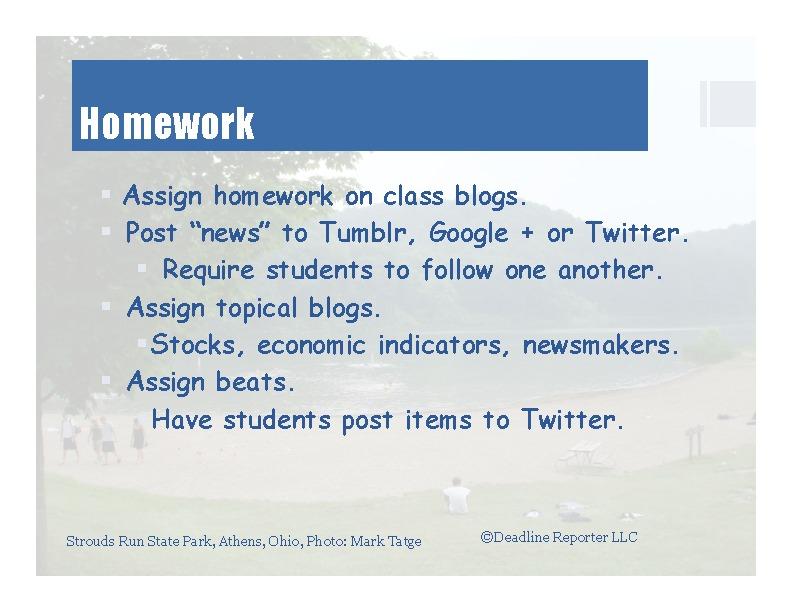 Homework
Assign homework on class blogs.
Post “news” to Tumblr, Google + or Twitter.
Require students to follow one another.
Assign topical blogs.
Stocks, economic indicators, newsmakers.
Assign beats.
Have students post items to Twitter.
Strouds Run State Park, Athens, Ohio, Photo: Mark Tatge
©Deadline Reporter LLC